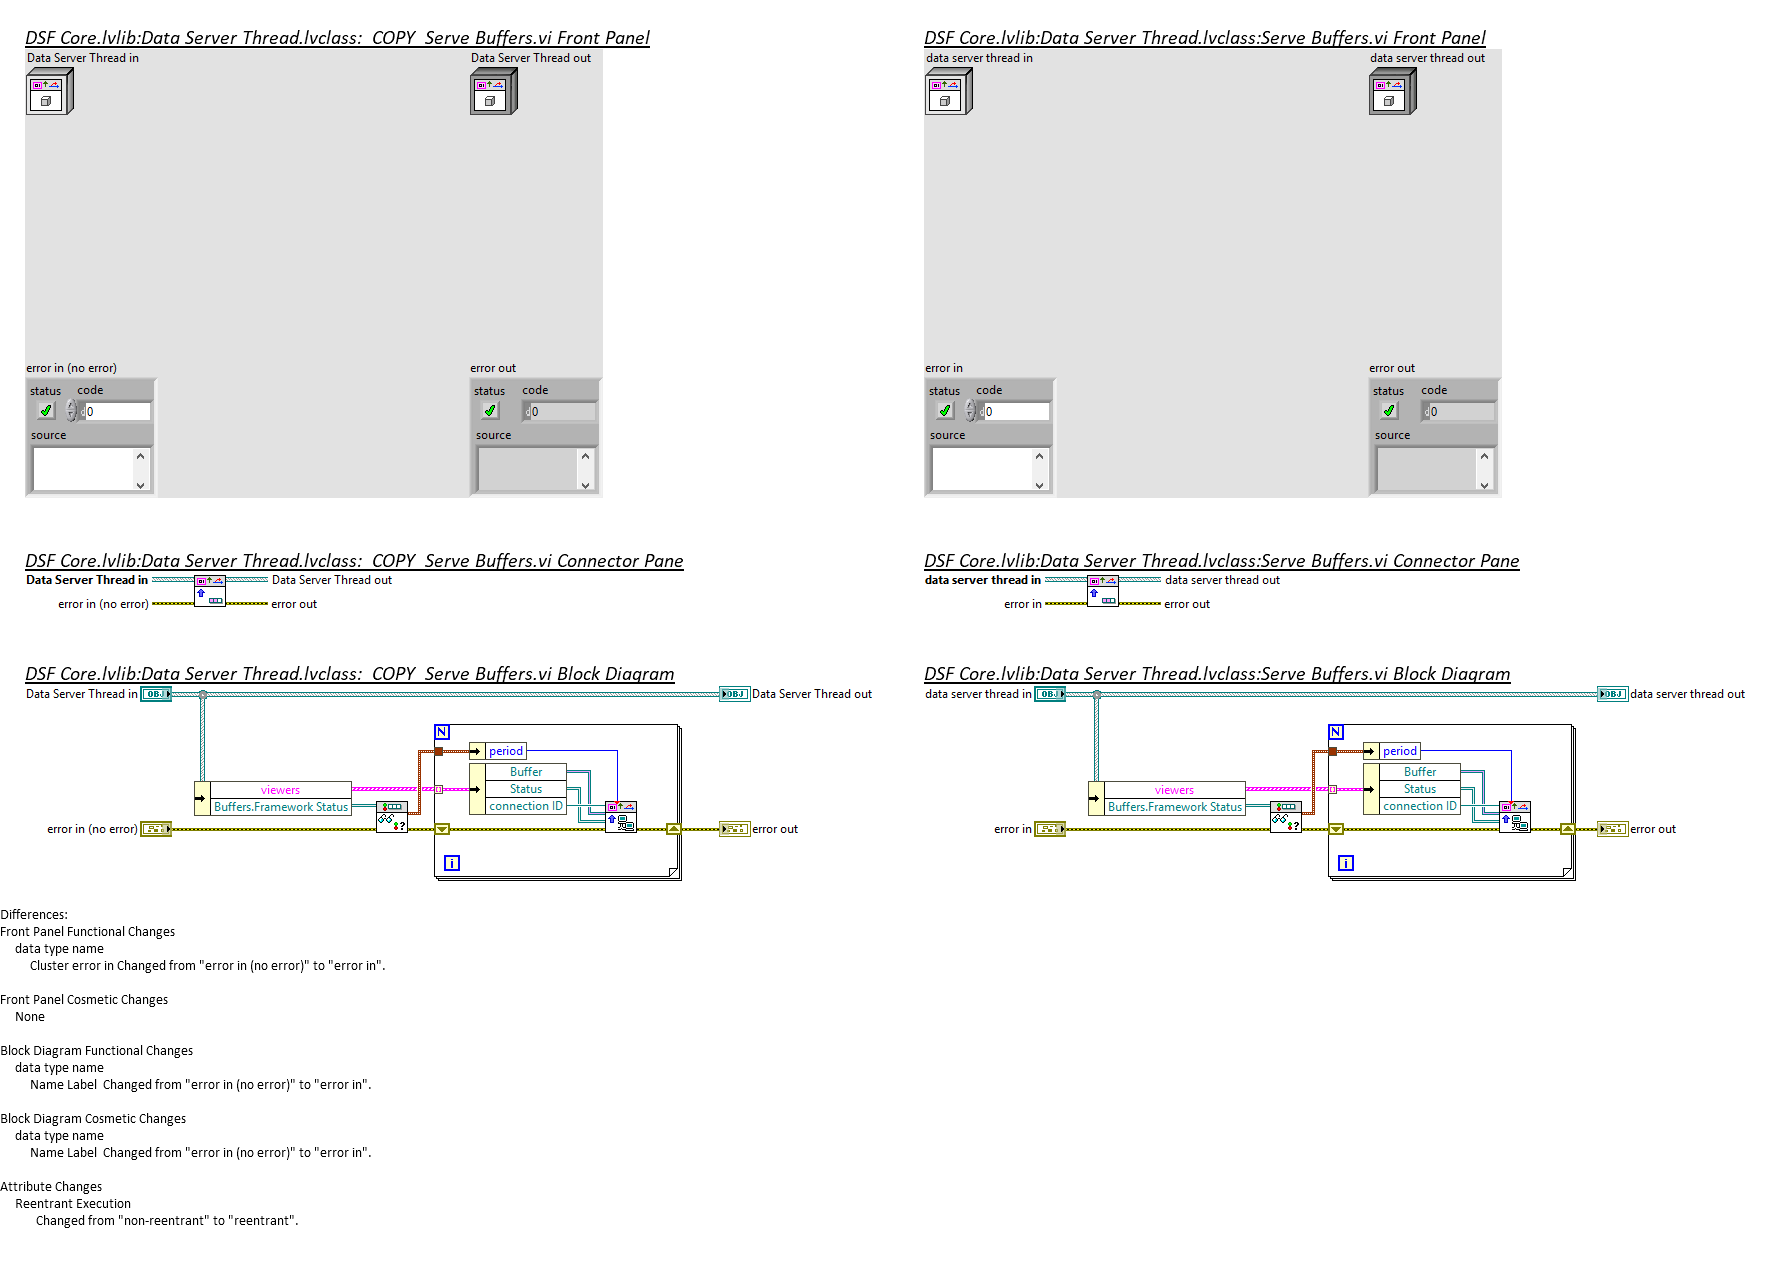 DSF Core.lvlib:Data Server Thread.lvclass:  COPY  Serve Buffers.vi Front Panel
Data Server Thread in
Data Server Thread out
error in (no error)
status
code
d0
source
error out
status
code
d0
source
DSF Core.lvlib:Data Server Thread.lvclass:Serve Buffers.vi Front Panel
data server thread in
data server thread out
error in
status
code
d0
source
error out
status
code
d0
source
DSF Core.lvlib:Data Server Thread.lvclass:  COPY  Serve Buffers.vi Connector Pane
Data Server Thread in
Data Server Thread out
error in (no error)
error out
DSF Core.lvlib:Data Server Thread.lvclass:Serve Buffers.vi Connector Pane
data server thread in
data server thread out
error in
error out
DSF Core.lvlib:Data Server Thread.lvclass:  COPY  Serve Buffers.vi Block Diagram
Data Server Thread in
OBJ
OBJ
Data Server Thread out
N
period
Buffer
viewers
Status
Buffers.Framework Status
connection ID
?
error in (no error)
error out
i
DSF Core.lvlib:Data Server Thread.lvclass:Serve Buffers.vi Block Diagram
data server thread in
OBJ
OBJ
data server thread out
N
period
Buffer
viewers
Status
Buffers.Framework Status
connection ID
?
error in
error out
i
Differences:
Front Panel Functional Changes
data type name
Cluster error in Changed from "error in (no error)" to "error in".
Front Panel Cosmetic Changes
None
Block Diagram Functional Changes
data type name
Name Label  Changed from "error in (no error)" to "error in".
Block Diagram Cosmetic Changes
data type name
Name Label  Changed from "error in (no error)" to "error in".
Attribute Changes
Reentrant Execution
Changed from "non-reentrant" to "reentrant".